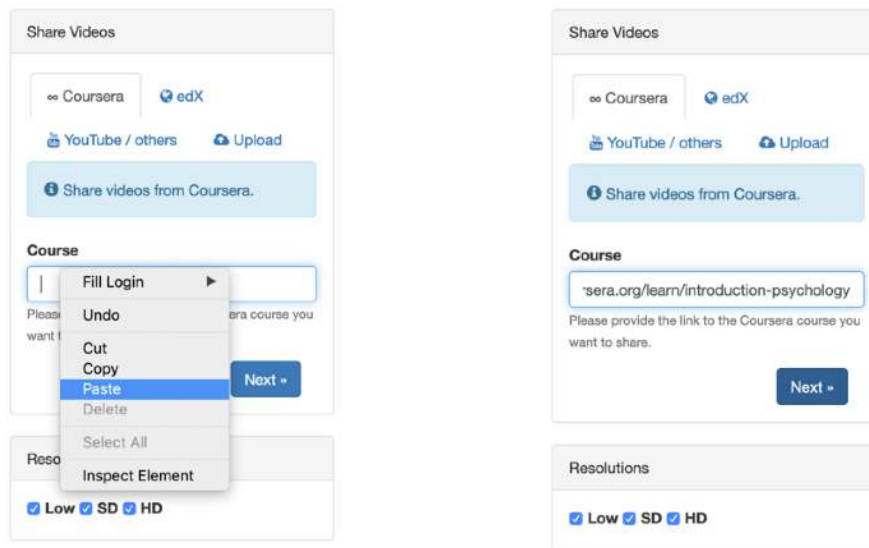 Share Videos
∞ Coursera
edX
YouTube / others
Upload
Share videos from Coursera.
Course
Fill Login
Undo
Cut
Copy
Paste
Delete
Select All
Inspect Element
era course you
want
Next »
Reso
Low SD HD
Share Videos
∞ Coursera
edX
YouTube / others
Upload
Share videos from Coursera.
Course
sera.org/learn/introduction-psychology
Please provide the link to the Coursera course you
want to share.
Next »
Resolutions
Low SD HD